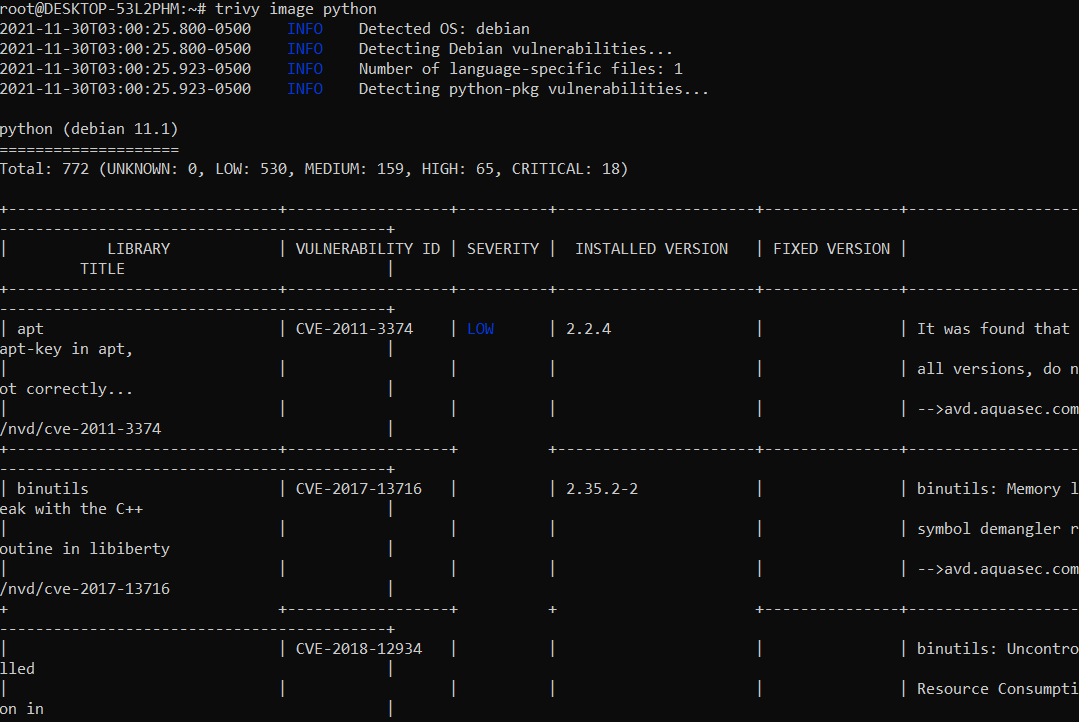 root@DESKTOP-53L2PHM:~# trivy image python
2021-11-30T03:00:25.800-0500    INFO    Detected OS: debian
2021-11-30T03:00:25.800-0500    INFO    Detecting Debian vulnerabilities...
2021-11-30T03:00:25.923-0500    INFO    Number of language-specific files: 1
2021-11-30T03:00:25.923-0500    INFO    Detecting python-pkg vulnerabilities...
python (debian 11.1)
====================
Total: 772 (UNKNOWN: 0, LOW: 530, MEDIUM: 159, HIGH: 65, CRITICAL: 18)
+------------------------------+------------------+----------+----------------------+---------------+-------------------
-------------------------------------------+
|           LIBRARY            | VULNERABILITY ID | SEVERITY |  INSTALLED VERSION   | FIXED VERSION |
         TITLE                             |
+------------------------------+------------------+----------+----------------------+---------------+-------------------
-------------------------------------------+
| apt                          | CVE-2011-3374    | LOW      | 2.2.4                |               | It was found that
apt-key in apt,                            |
|                              |                  |          |                      |               | all versions, do n
ot correctly...                            |
|                              |                  |          |                      |               | -->avd.aquasec.com
/nvd/cve-2011-3374                         |
+------------------------------+------------------+          +----------------------+---------------+-------------------
-------------------------------------------+
| binutils                     | CVE-2017-13716   |          | 2.35.2-2             |               | binutils: Memory l
eak with the C++                           |
|                              |                  |          |                      |               | symbol demangler r
outine in libiberty                        |
|                              |                  |          |                      |               | -->avd.aquasec.com
/nvd/cve-2017-13716                        |
+                              +------------------+          +                      +---------------+-------------------
-------------------------------------------+
|                              | CVE-2018-12934   |          |                      |               | binutils: Uncontro
lled                                       |
|                              |                  |          |                      |               | Resource Consumpti
on in                                      |